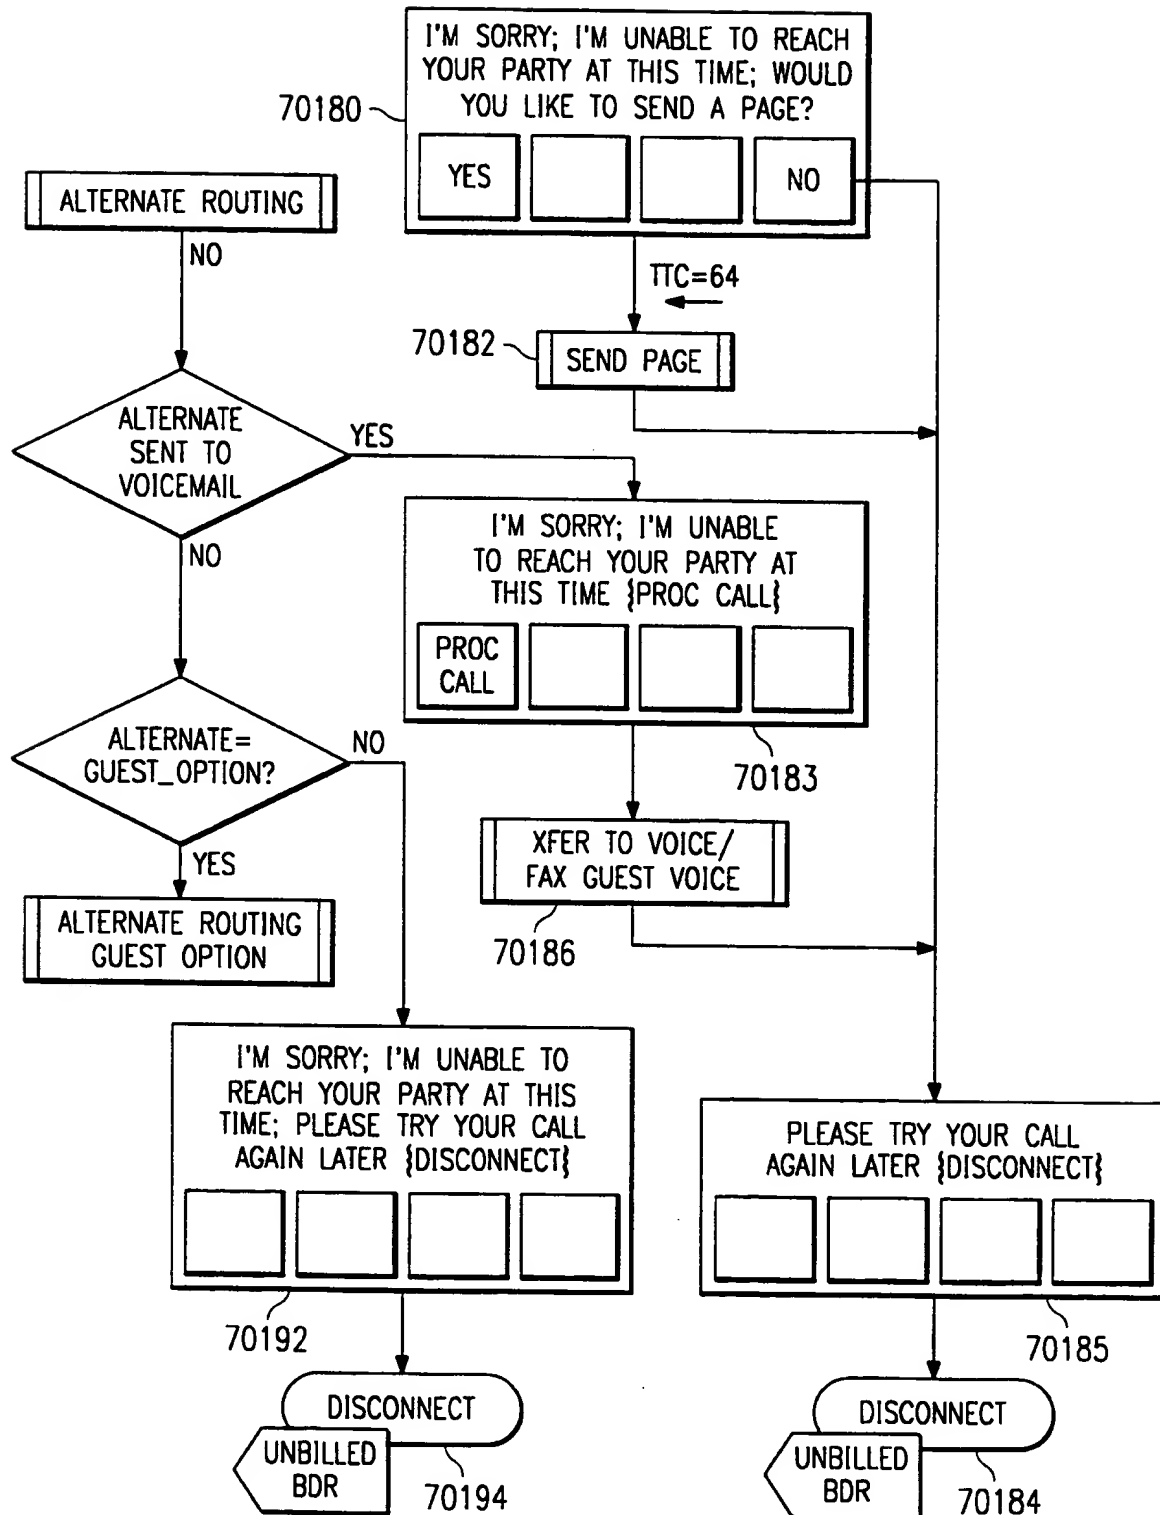 I'M SORRY; I'M UNABLE TO REACH
YOUR PARTY AT THIS TIME; WOULD
YOU LIKE TO SEND A PAGE?
70180
YES
NO
ALTERNATE ROUTING
NO
TTC=64
70182
SEND PAGE
ALTERNATE
SENT TO
VOICEMAIL
YES
NO
I'M SORRY; I'M UNABLE
TO REACH YOUR PARTY AT
THIS TIME {PROC CALL}
PROC
CALL
70183
ALTERNATE=
GUEST_OPTION?
NO
YES
XFER TO VOICE/
FAX GUEST VOICE
70186
ALTERNATE ROUTING
GUEST OPTION
I'M SORRY; I'M UNABLE TO
REACH YOUR PARTY AT THIS
TIME; PLEASE TRY YOUR CALL
AGAIN LATER {DISCONNECT}
70192
PLEASE TRY YOUR CALL
AGAIN LATER {DISCONNECT}
70185
DISCONNECT
UNBILLED
BDR
70194
DISCONNECT
UNBILLED
BDR
70184